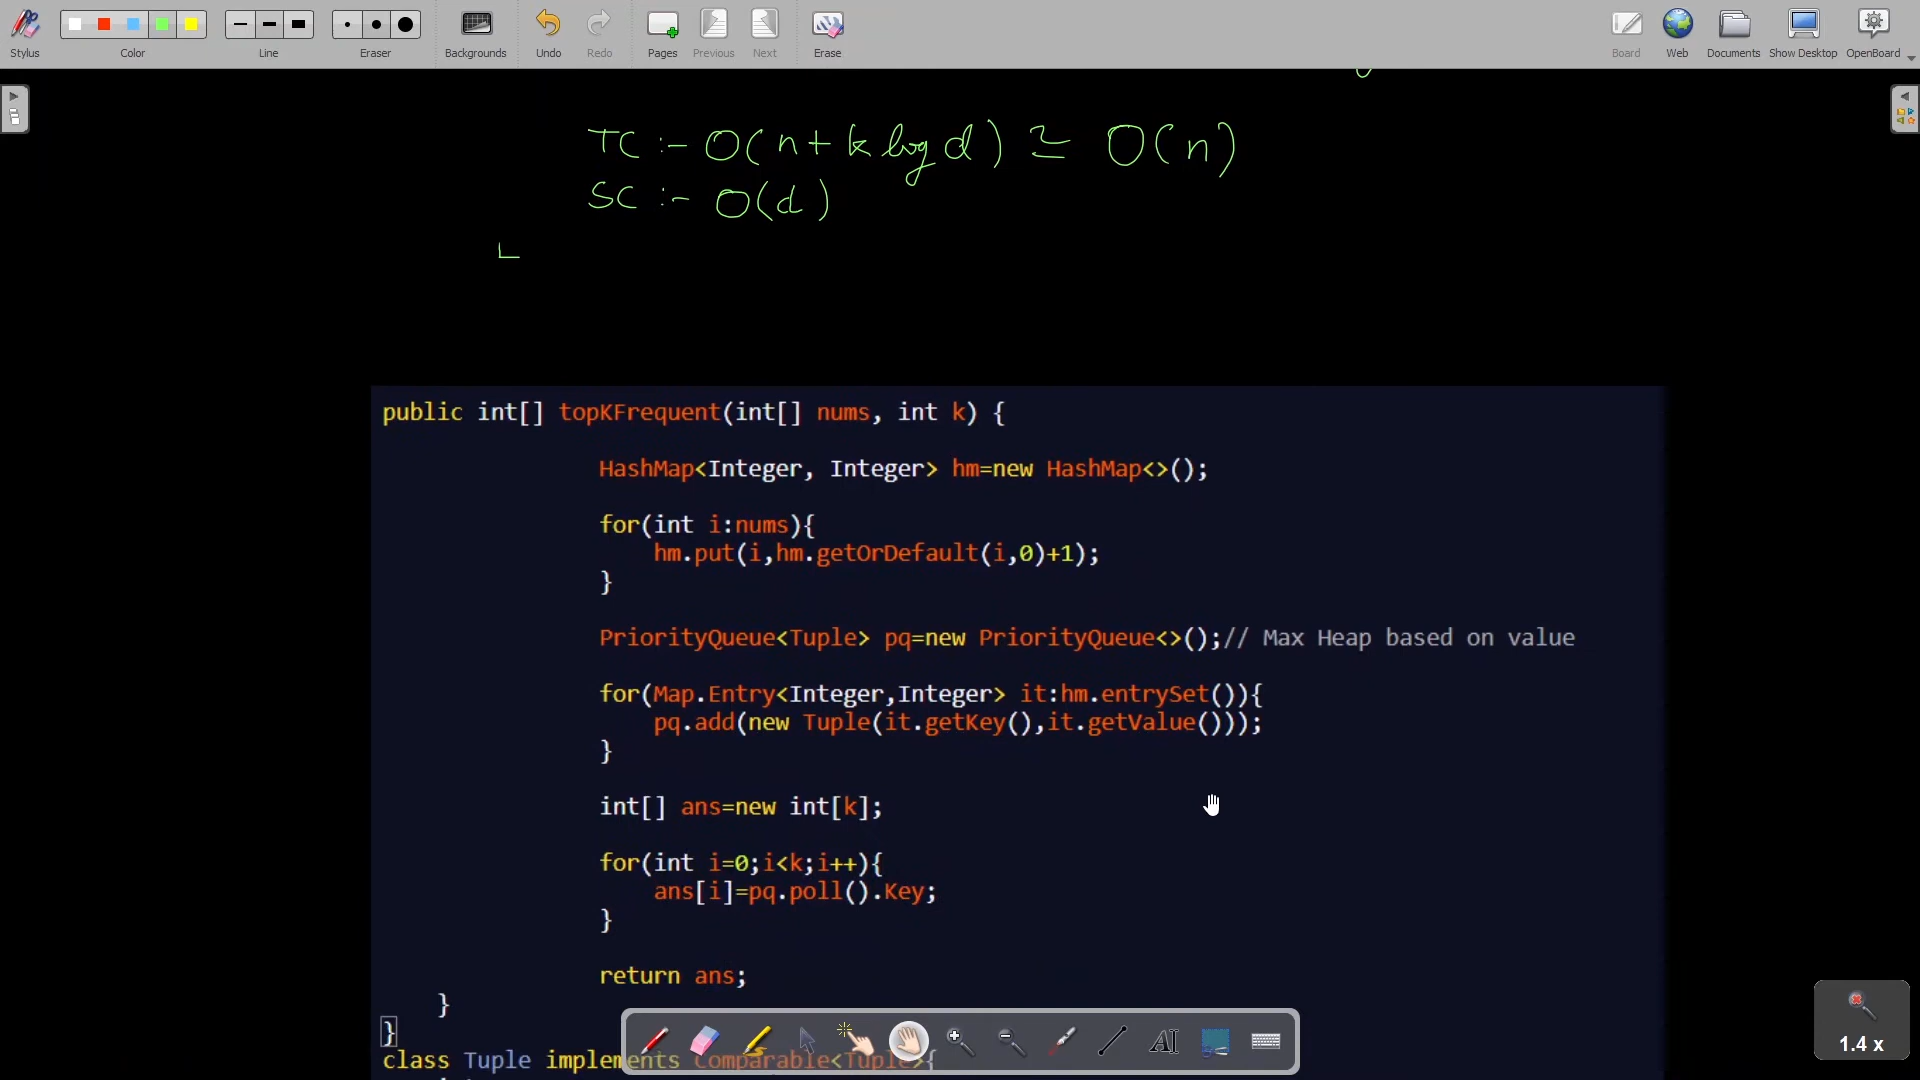 Stylus Color Line Eraser Backgrounds Undo Redo Pages Previous Next Erase Board Web Documents Show Desktop OpenBoard
TC :- O(n+k log d) ≃ O(n)
SC :- O(d)
public int[] topKFrequent(int[] nums, int k) {
HashMap<Integer, Integer> hm=new HashMap<>();
for(int i:nums){
hm.put(i,hm.getOrDefault(i,0)+1);
}
PriorityQueue<Tuple> pq=new PriorityQueue<>();// Max Heap based on value
for(Map.Entry<Integer,Integer> it:hm.entrySet()){
pq.add(new Tuple(it.getKey(),it.getValue()));
}
int[] ans=new int[k];
for(int i=0;i<k;i++){
ans[i]=pq.poll().Key;
}
return ans;
}
}
class Tuple implements Comparable<Tuple>{
AI
1.4 x